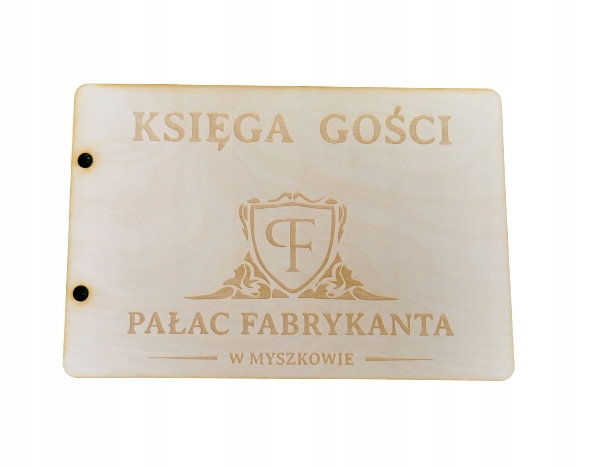 KSIĘGA GOŚCI
PF
PAŁAC FABRYKANTA
W MYSZKOWIE